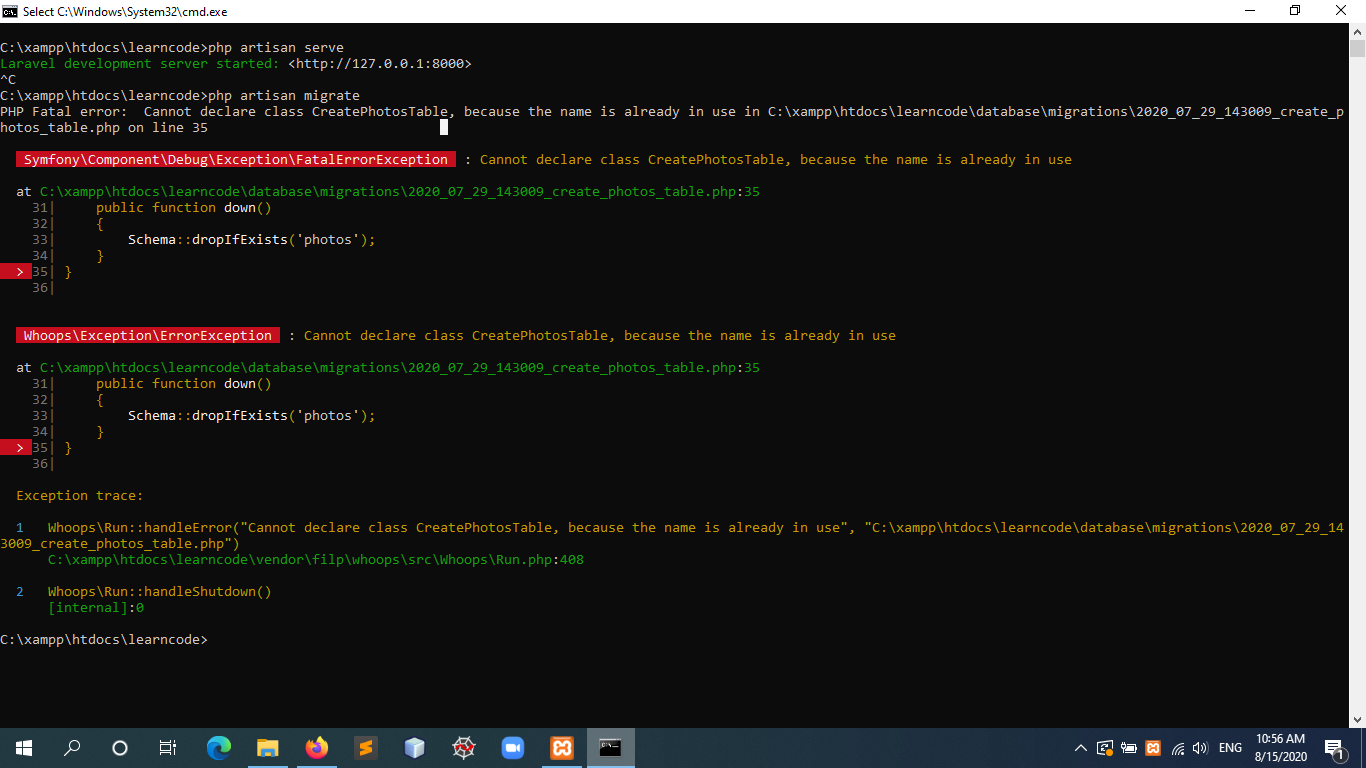 Select C:\Windows\System32\cmd.exe
C:\xampp\htdocs\learncode>php artisan serve
Laravel development server started: <http://127.0.0.1:8000>
^C
C:\xampp\htdocs\learncode>php artisan migrate
PHP Fatal error:  Cannot declare class CreatePhotosTable, because the name is already in use in C:\xampp\htdocs\learncode\database\migrations\2020_07_29_143009_create_p
hotos_table.php on line 35
Symfony\Component\Debug\Exception\FatalErrorException  : Cannot declare class CreatePhotosTable, because the name is already in use
at C:\xampp\htdocs\learncode\database\migrations\2020_07_29_143009_create_photos_table.php:35
31|     public function down()
32|     {
33|         Schema::dropIfExists('photos');
34|     }
> 35| }
36|
Whoops\Exception\ErrorException  : Cannot declare class CreatePhotosTable, because the name is already in use
at C:\xampp\htdocs\learncode\database\migrations\2020_07_29_143009_create_photos_table.php:35
31|     public function down()
32|     {
33|         Schema::dropIfExists('photos');
34|     }
> 35| }
36|
Exception trace:
1   Whoops\Run::handleError("Cannot declare class CreatePhotosTable, because the name is already in use", "C:\xampp\htdocs\learncode\database\migrations\2020_07_29_14
3009_create_photos_table.php")
C:\xampp\htdocs\learncode\vendor\filp\whoops\src\Whoops\Run.php:408
2   Whoops\Run::handleShutdown()
[internal]:0
C:\xampp\htdocs\learncode>
ENG
10:56 AM
8/15/2020
1